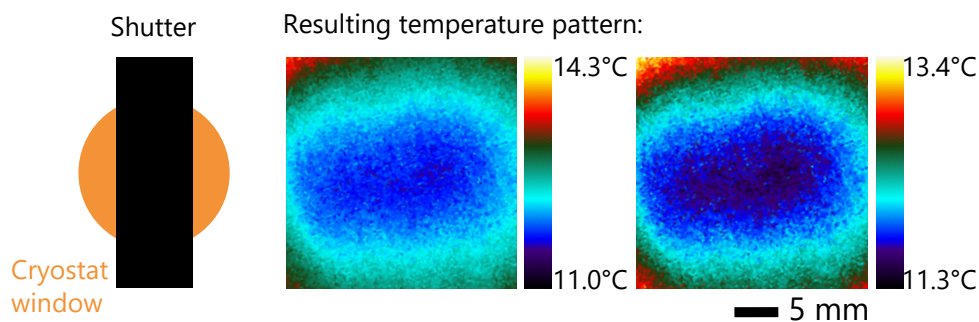 Shutter
Resulting temperature pattern:
14.3°C
13.4°C
Cryostat
window
11.0°C
11.3°C
5 mm